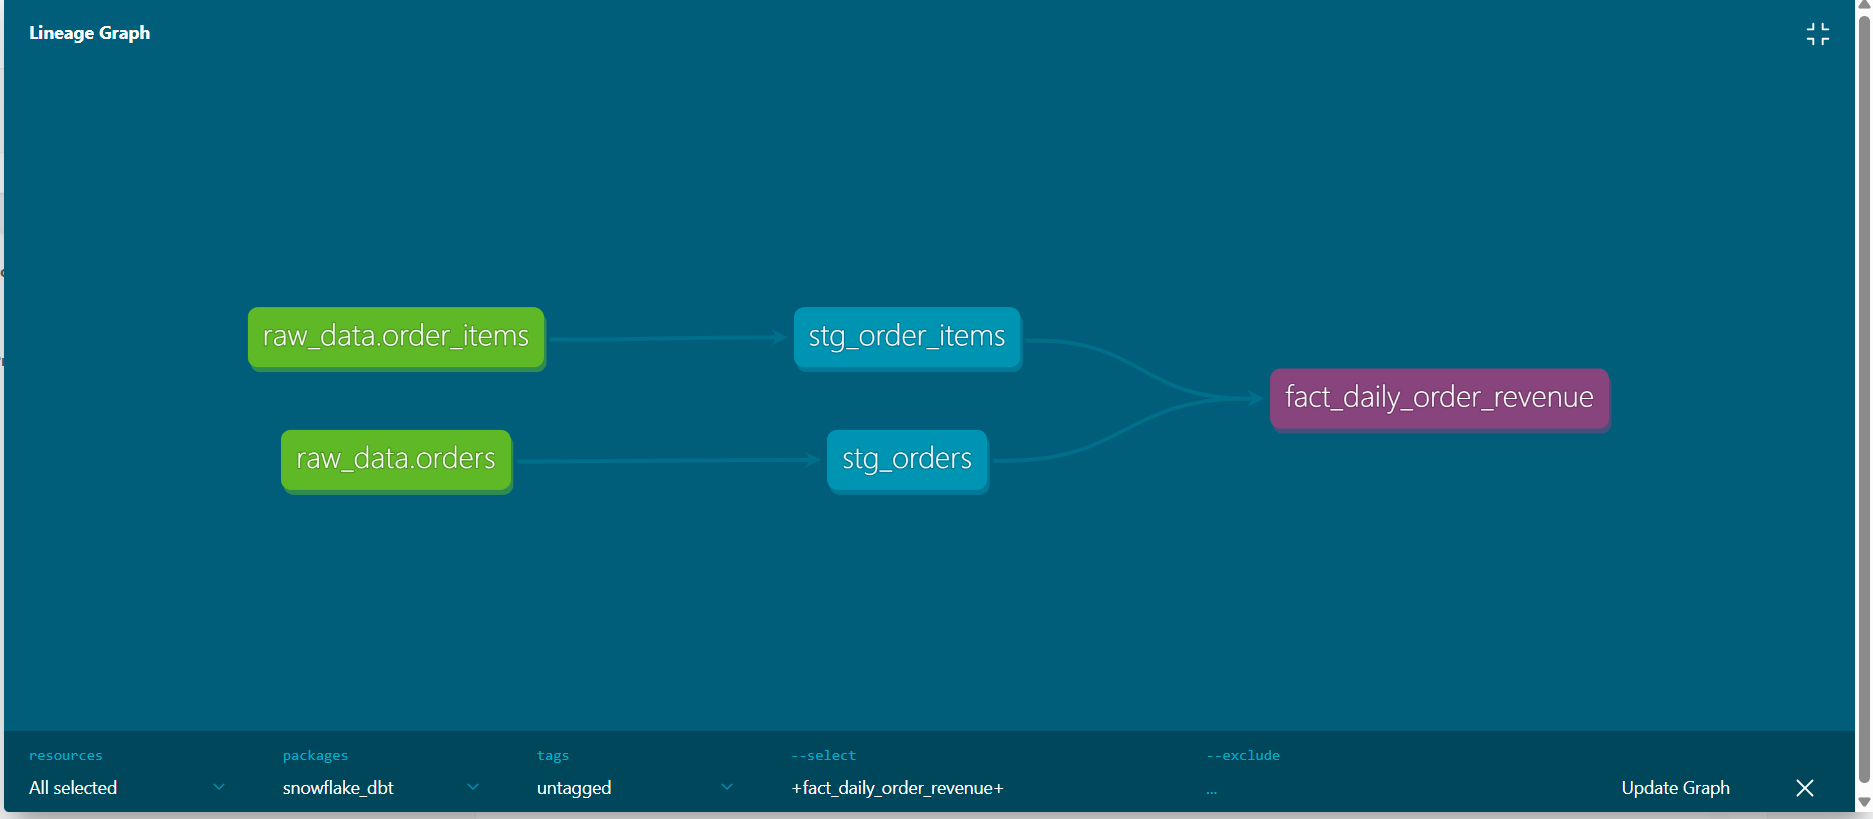 Lineage Graph
raw_data.order_items
stg_order_items
fact_daily_order_revenue
raw_data.orders
stg_orders
resources
packages
tags
--select
--exclude
All selected
snowflake_dbt
untagged
+fact_daily_order_revenue+
...
Update Graph